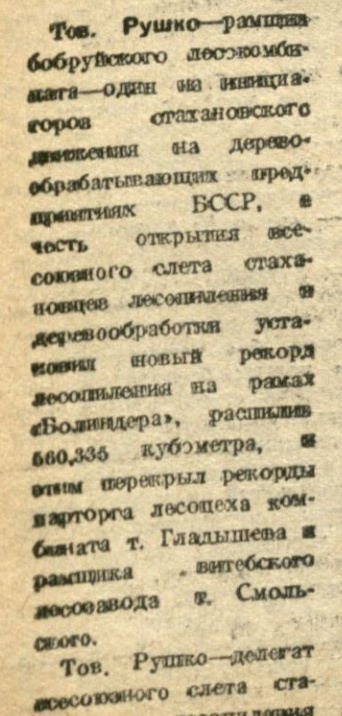 Тов. Рушко—рамщик
бобруйского лесокомби-
ната—один из инициа-
торов стахановского
движения на дерево-
обрабатывающих пред-
приятиях БССР, в
честь открытия все-
союзного слета стаха-
новцев лесопиления и
деревообработки уста-
новил новый рекорд
лесопиления на рамах
«Болиндера», распилив
560,335 кубометра, и
этим перекрыл рекорды
парторга лесоцеха ком-
бината т. Гладышева и
рамщика витебского
лесозавода т. Смоль-
ского.
Тов. Рушко—делегат
всесоюзного слета ста-